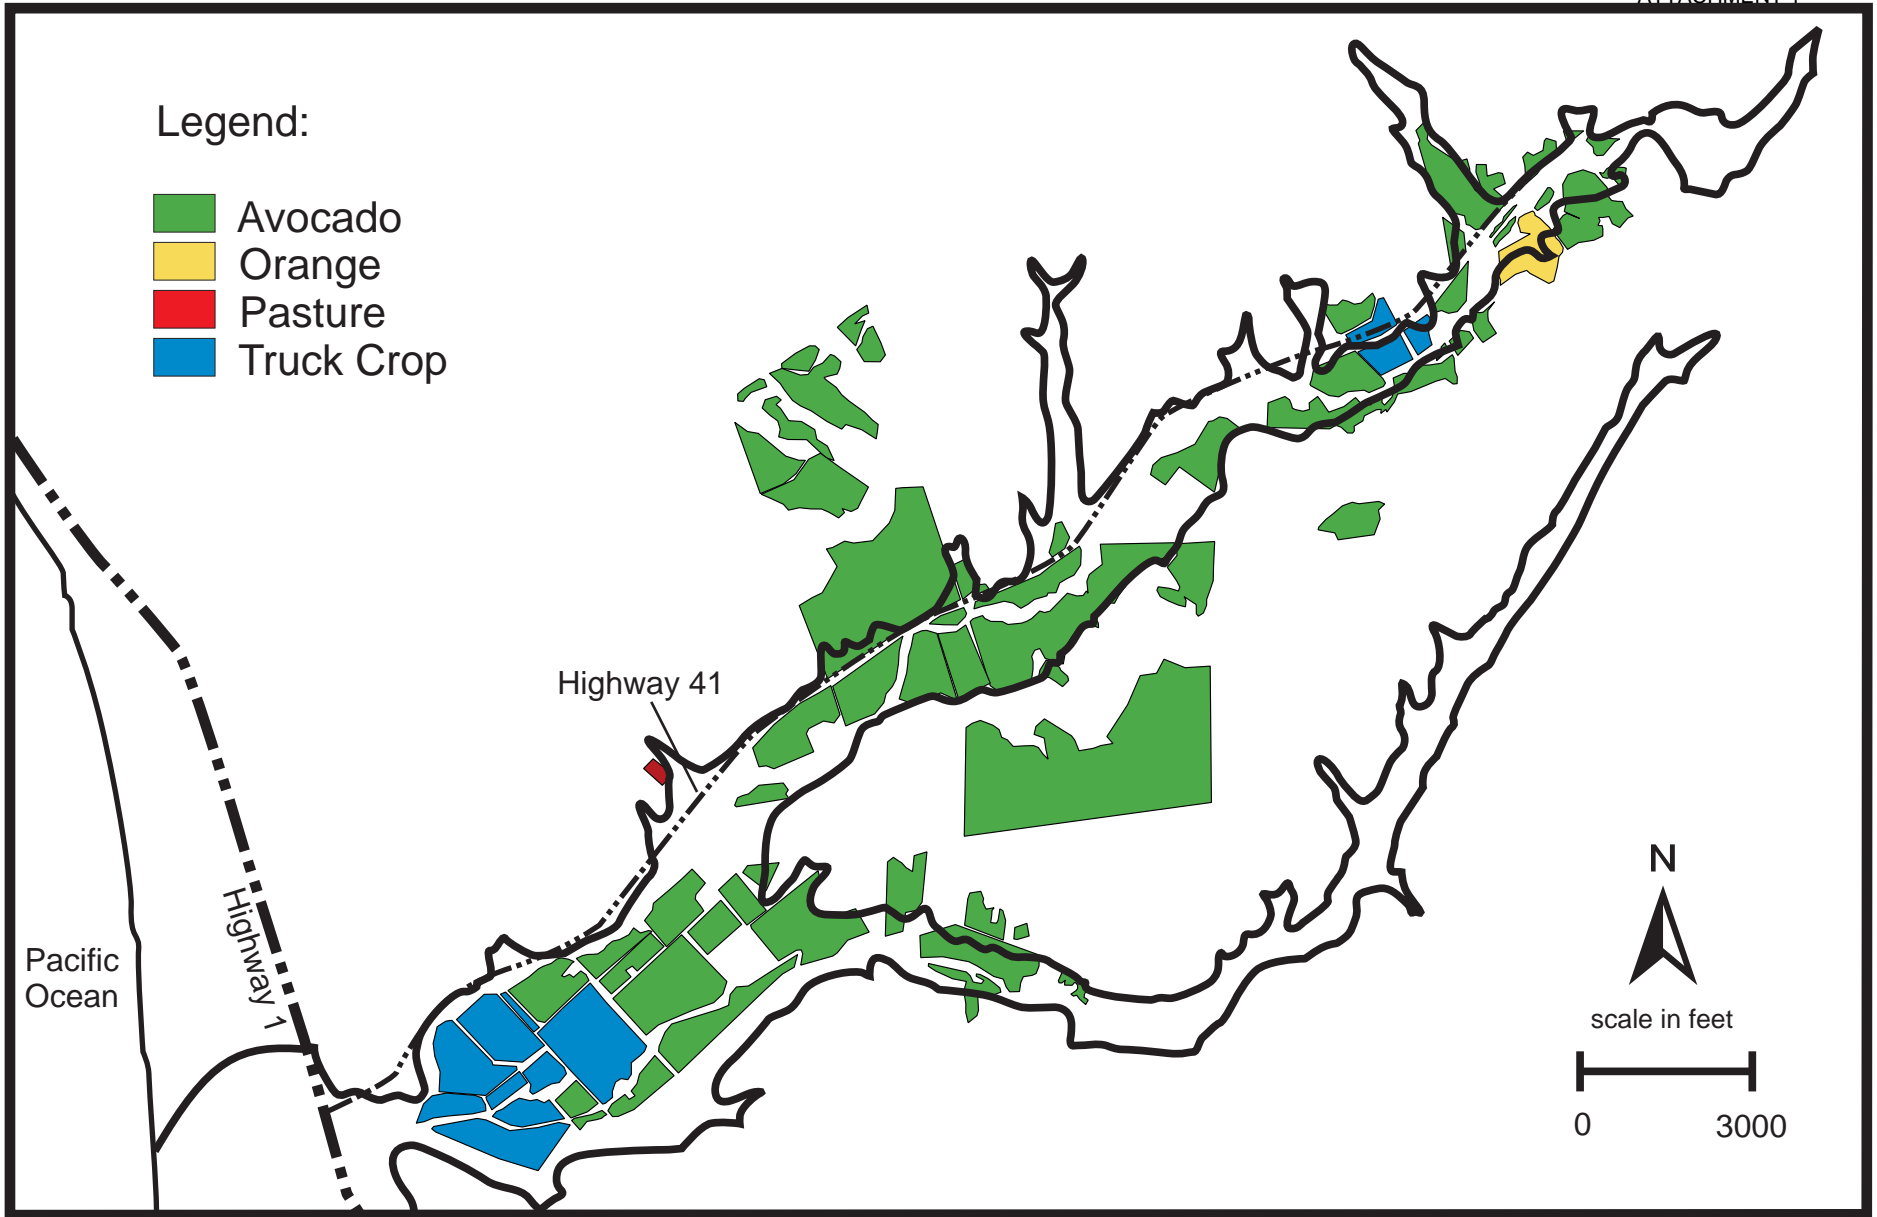 Legend:
Avocado
Orange
Pasture
Truck Crop
Highway 41
Highway 1
Pacific
Ocean
N
scale in feet
0 3000